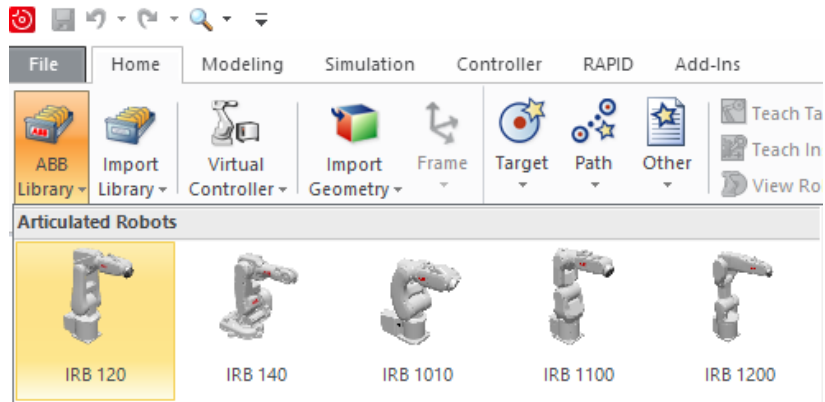 File Home Modeling Simulation Controller RAPID Add-Ins
ABB Library
Import Library
Virtual Controller
Import Geometry
Frame
Target
Path
Other
Teach Ta
Teach In
View Ro
Articulated Robots
IRB 120 IRB 140 IRB 1010 IRB 1100 IRB 1200